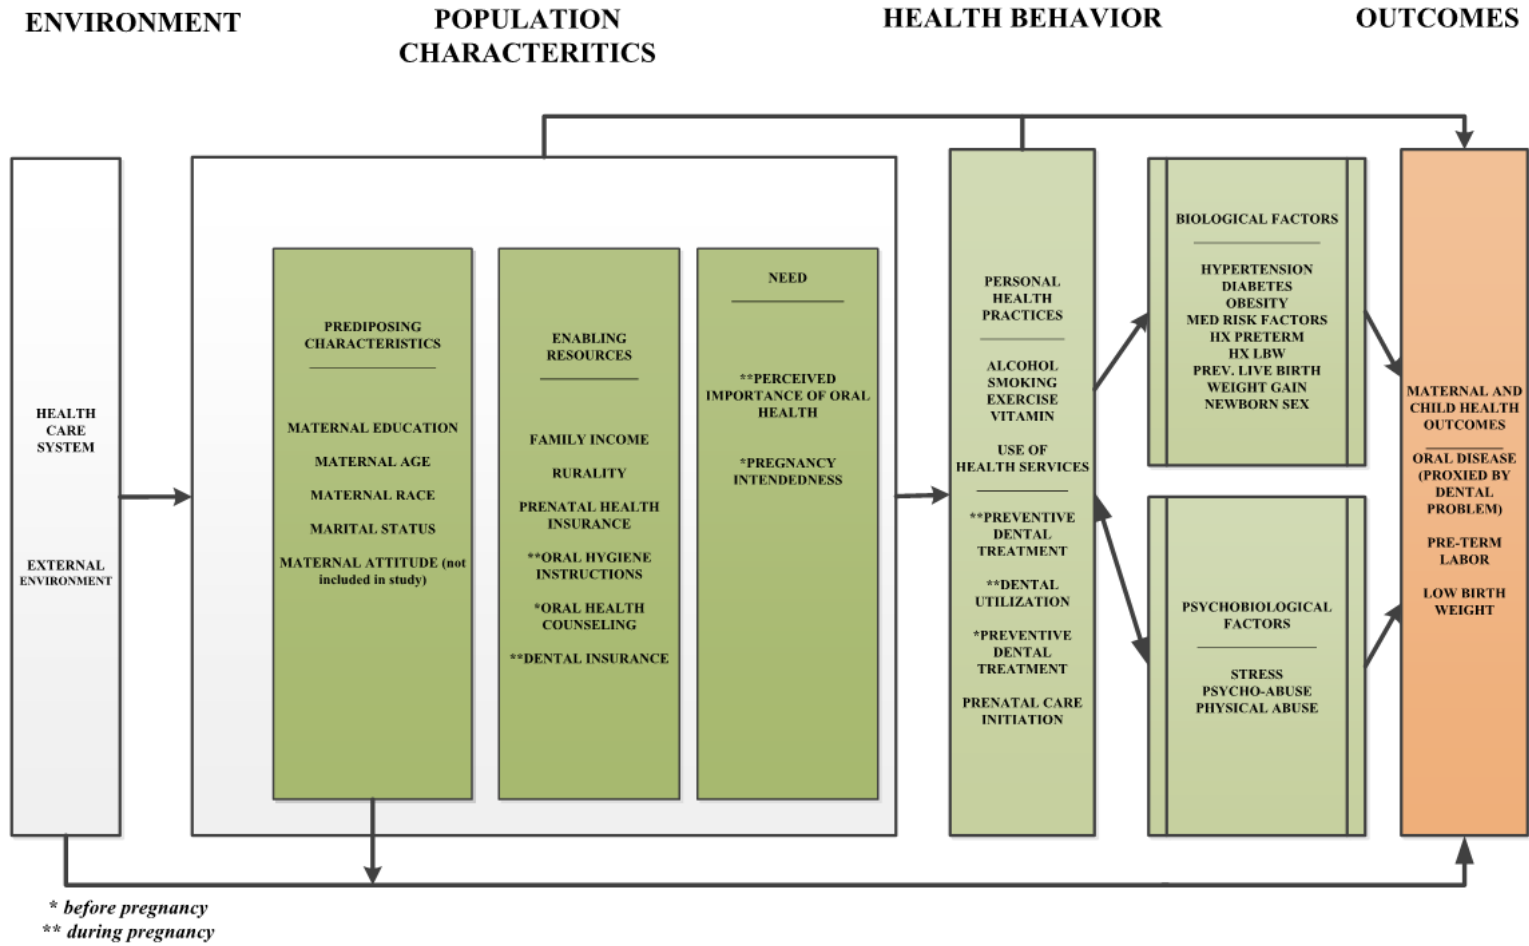 ENVIRONMENT
POPULATION
CHARACTERITICS
HEALTH BEHAVIOR
OUTCOMES
HEALTH
CARE
SYSTEM
EXTERNAL
ENVIRONMENT
PREDIPOSING
CHARACTERISTICS
MATERNAL EDUCATION
MATERNAL AGE
MATERNAL RACE
MARITAL STATUS
MATERNAL ATTITUDE (not
included in study)
ENABLING
RESOURCES
FAMILY INCOME
RURALITY
PRENATAL HEALTH
INSURANCE
**ORAL HYGIENE
INSTRUCTIONS
*ORAL HEALTH
COUNSELING
**DENTAL INSURANCE
NEED
**PERCEIVED
IMPORTANCE OF ORAL
HEALTH
*PREGNANCY
INTENDEDNESS
PERSONAL
HEALTH
PRACTICES
ALCOHOL
SMOKING
EXERCISE
VITAMIN
USE OF
HEALTH SERVICES
**PREVENTIVE
DENTAL
TREATMENT
**DENTAL
UTILIZATION
*PREVENTIVE
DENTAL
TREATMENT
PRENATAL CARE
INITIATION
BIOLOGICAL FACTORS
HYPERTENSION
DIABETES
OBESITY
MED RISK FACTORS
HX PRETERM
HX LBW
PREV. LIVE BIRTH
WEIGHT GAIN
NEWBORN SEX
PSYCHOBIOLOGICAL
FACTORS
STRESS
PSYCHO-ABUSE
PHYSICAL ABUSE
MATERNAL AND
CHILD HEALTH
OUTCOMES
ORAL DISEASE
(PROXIED BY
DENTAL
PROBLEM)
PRE-TERM
LABOR
LOW BIRTH
WEIGHT
* before pregnancy
** during pregnancy